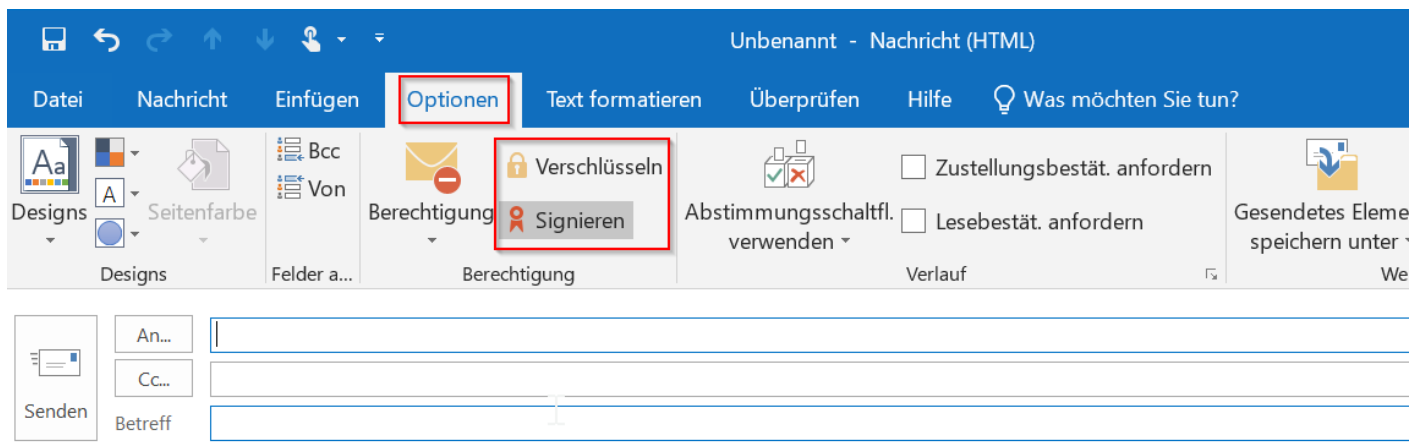 Unbenannt - Nachricht (HTML)
Datei Nachricht Einfügen Optionen Text formatieren Überprüfen Hilfe Was möchten Sie tun?
Aa
Designs
A
Seitenfarbe
Designs
Bcc
Von
Felder a...
Berechtigung
Verschlüsseln
Signieren
Berechtigung
Abstimmungsschaltfl.
verwenden
Zustellungsbestät. anfordern
Lesebestät. anfordern
Verlauf
Gesendetes Eleme
speichern unter
We
Senden
An...
Cc...
Betreff